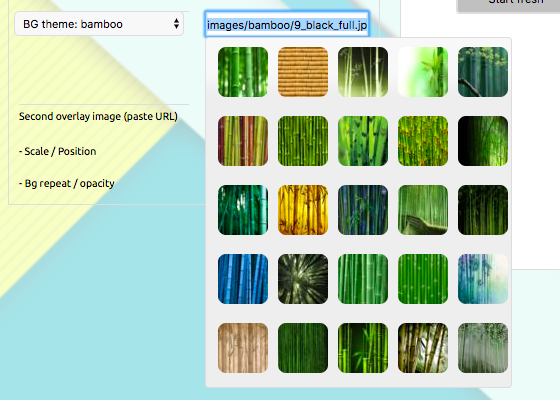 Start fresh
BG theme: bamboo
images/bamboo/9_black_full.jp
Second overlay image (paste URL)
- Scale / Position
- Bg repeat / opacity